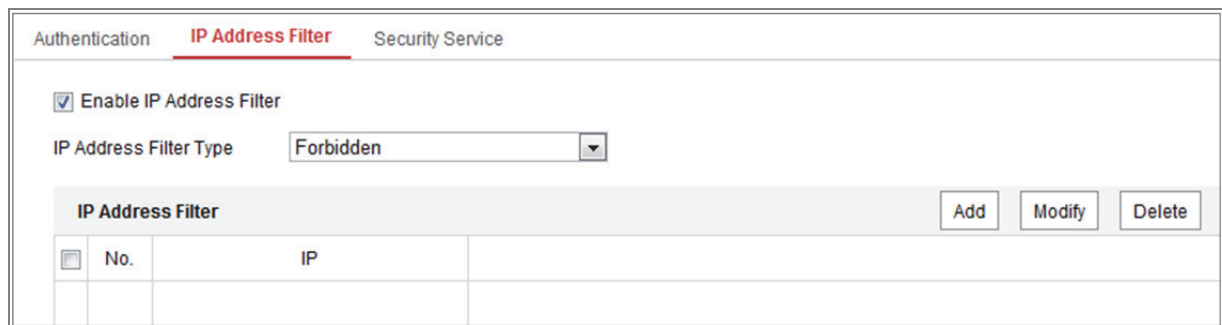 Authentication IP Address Filter Security Service
Enable IP Address Filter
IP Address Filter Type Forbidden
IP Address Filter Add Modify Delete
No. IP